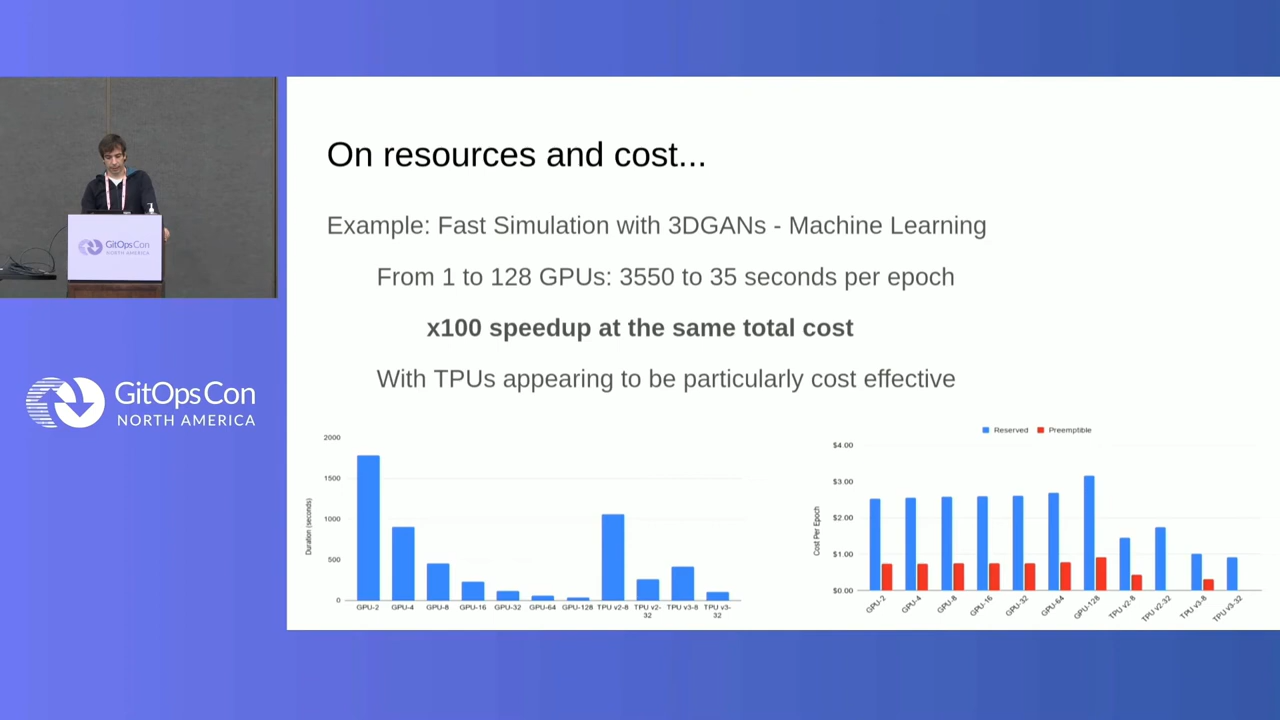 On resources and cost...
Example: Fast Simulation with 3DGANs - Machine Learning
From 1 to 128 GPUs: 3550 to 35 seconds per epoch
x100 speedup at the same total cost
With TPUs appearing to be particularly cost effective
GitOpsCon
NORTH AMERICA
GitOpsCon
NORTH AMERICA
2000
1500
1000
500
0
Duration (seconds)
GPU-2 GPU-4 GPU-8 GPU-16 GPU-32 GPU-64 GPU-128 TPU v2-8 TPU v2- TPU v3-8 TPU v3-
32 32
Reserved Preemptible
$4.00
$3.00
$2.00
$1.00
$0.00
Cost Per Epoch
GPU-2 GPU-4 GPU-8 GPU-16 GPU-32 GPU-64 GPU-128 TPU v2-8 TPU v2-32 TPU v3-8 TPU v3-32